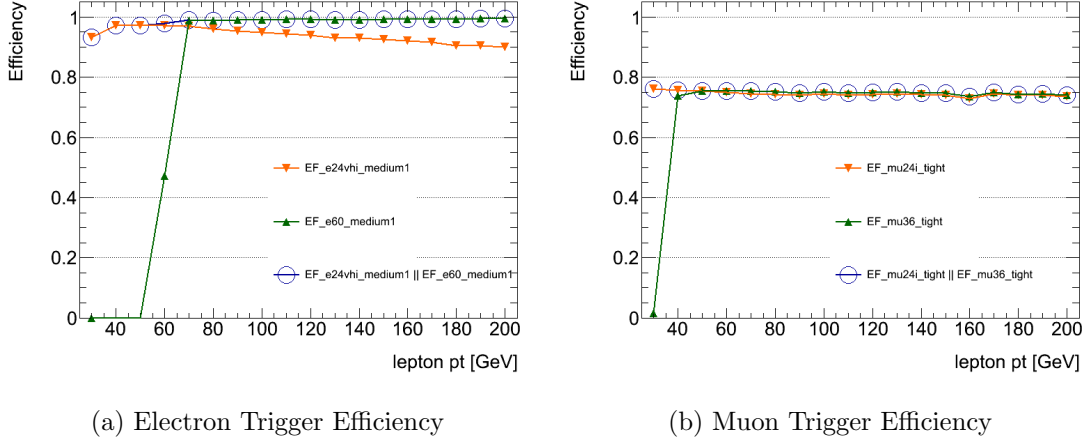 Efficiency
1
0.8
0.6
0.4
0.2
0
EF_e24vhi_medium1
EF_e60_medium1
EF_e24vhi_medium1 || EF_e60_medium1
40 60 80 100 120 140 160 180 200
lepton pt [GeV]
(a) Electron Trigger Efficiency
Efficiency
1
0.8
0.6
0.4
0.2
0
EF_mu24i_tight
EF_mu36_tight
EF_mu24i_tight || EF_mu36_tight
40 60 80 100 120 140 160 180 200
lepton pt [GeV]
(b) Muon Trigger Efficiency